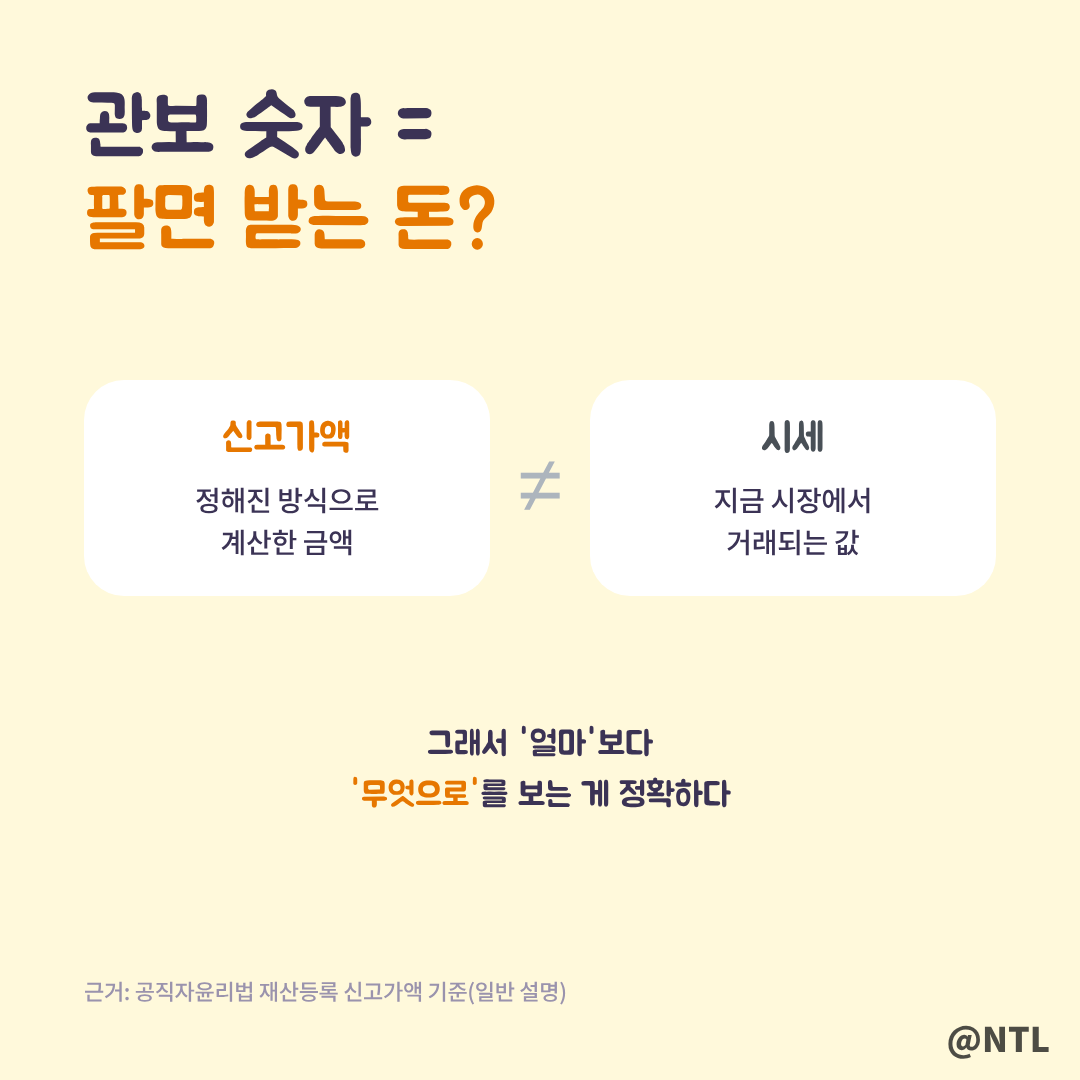 관보 숫자 =
팔면 받는 돈?
신고가액
정해진 방식으로
계산한 금액
≠
시세
지금 시장에서
거래되는 값
그래서 '얼마'보다
'무엇으로'를 보는 게 정확하다
근거: 공직자윤리법 재산등록 신고가액 기준(일반 설명)
@NTL